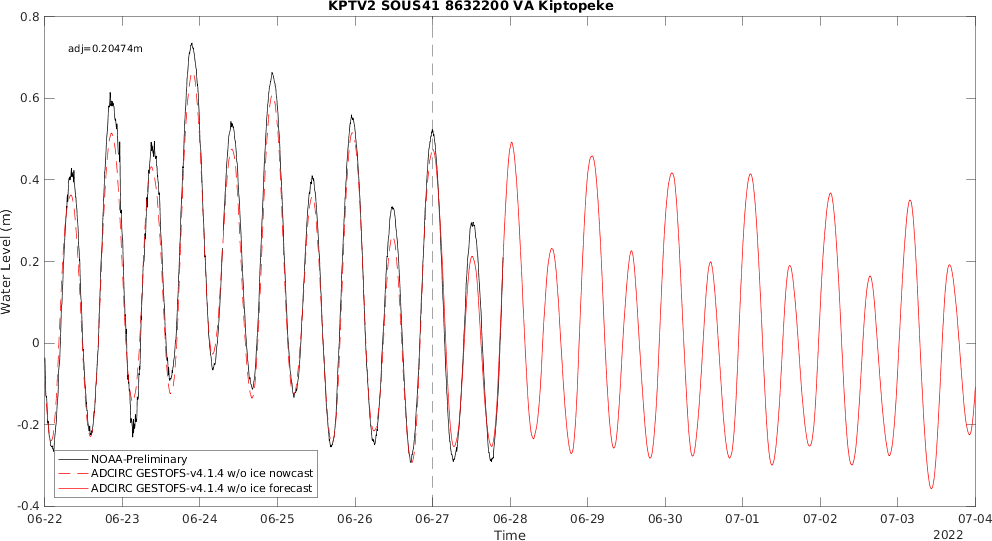 KPTV2 SOUS41 8632200 VA Kiptopeke
adj=0.20474m
Water Level (m)
0.8
0.6
0.4
0.2
0
-0.2
-0.4
NOAA-Preliminary
ADCIRC GESTOFS-v4.1.4 w/o ice nowcast
ADCIRC GESTOFS-v4.1.4 w/o ice forecast
06-22 06-23 06-24 06-25 06-26 06-27 06-28 06-29 06-30 07-01 07-02 07-03 07-04
Time
2022